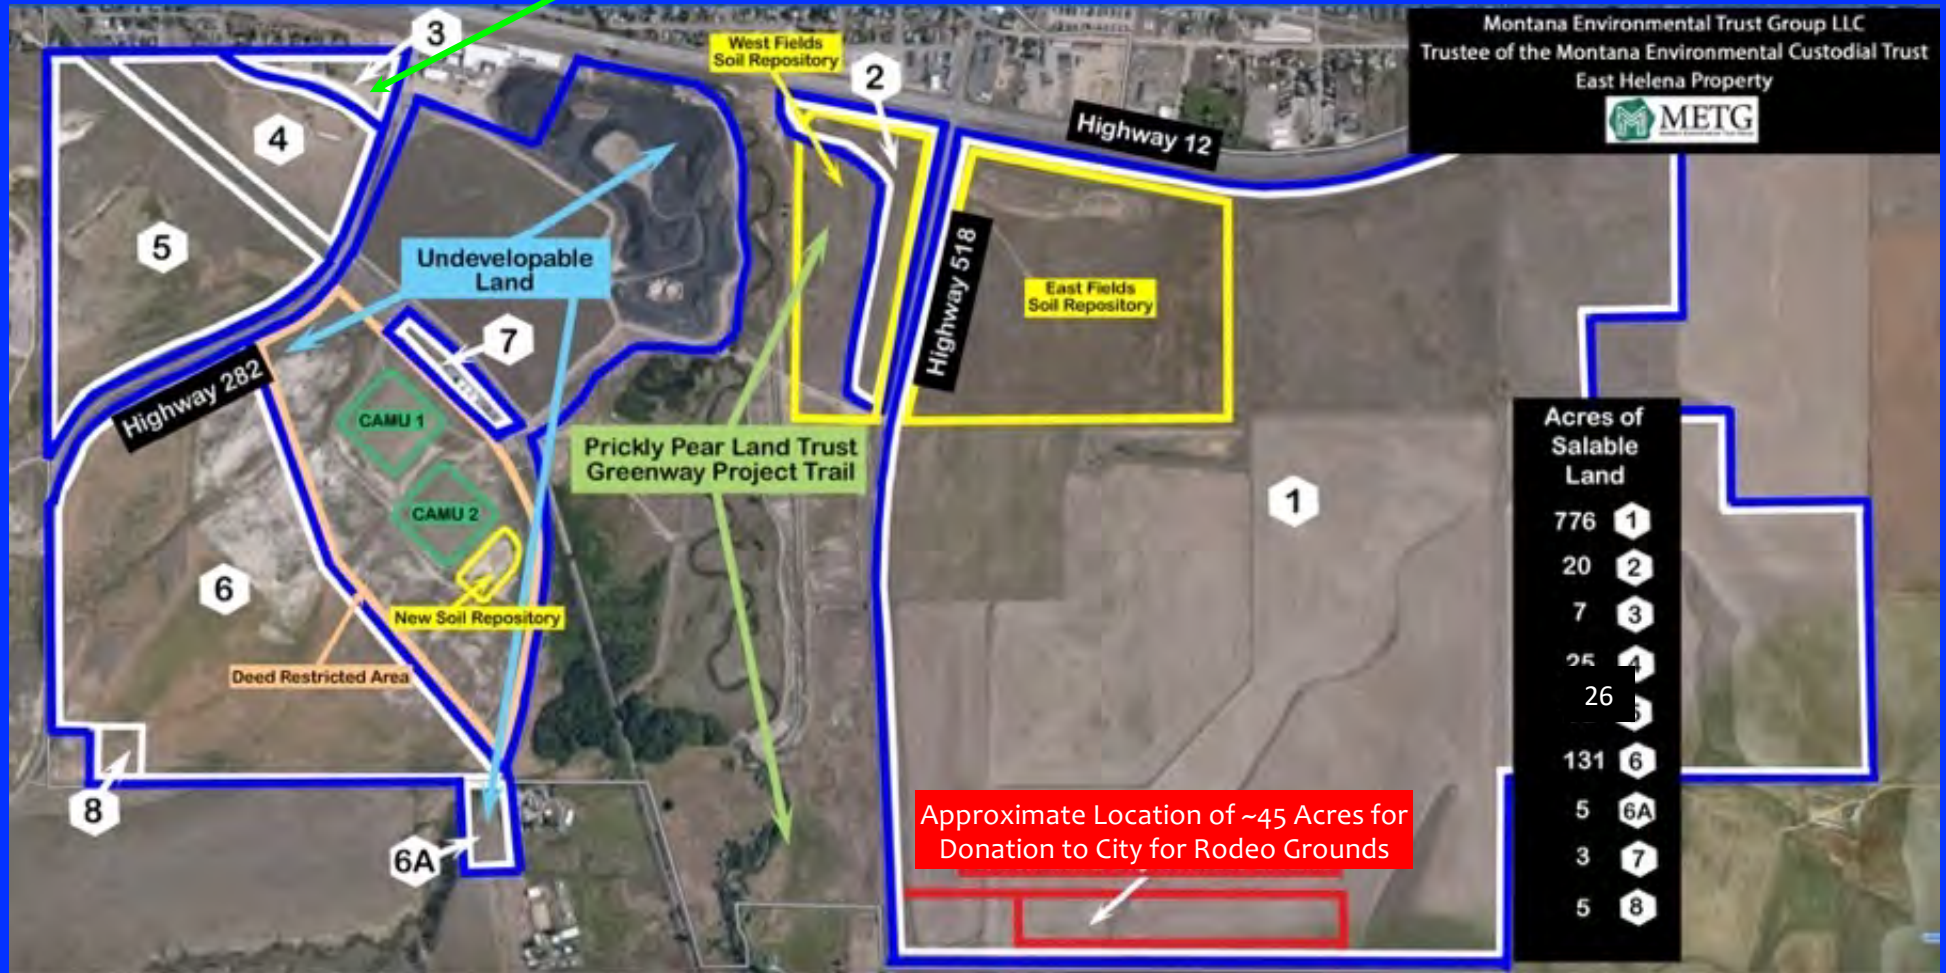 3
West Fields
Soil Repository
2
Montana Environmental Trust Group LLC
Trustee of the Montana Environmental Custodial Trust
East Helena Property
METG
4
Highway 12
5
Undevelopable
Land
Highway 518
East Fields
Soil Repository
7
Highway 282
CAMU 1
Prickly Pear Land Trust
Greenway Project Trail
CAMU 2
1
6
New Soil Repository
Deed Restricted Area
8
6A
Approximate Location of ~45 Acres for
Donation to City for Rodeo Grounds
Acres of
Salable
Land
776 1
20 2
7 3
25 4
26
5
131 6
5 6A
3 7
5 8